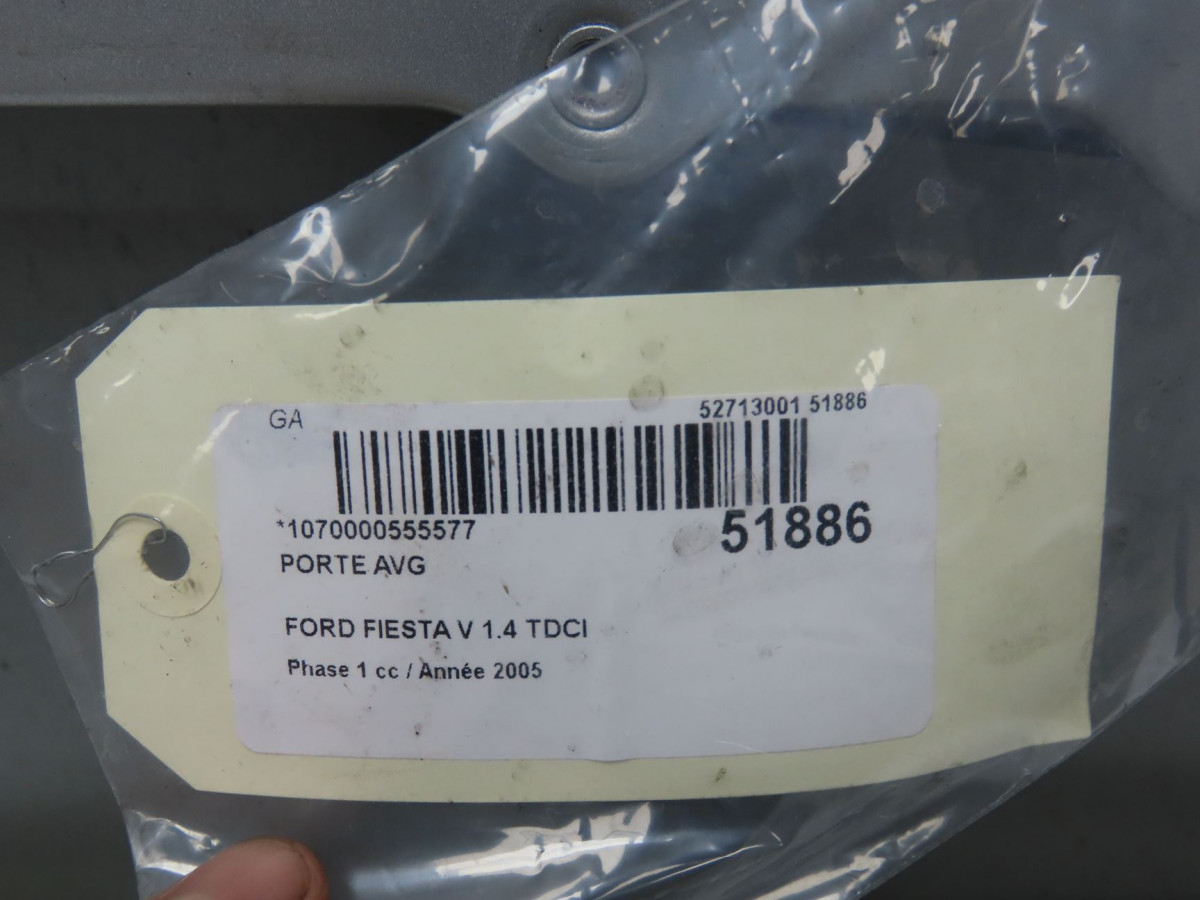 GA
52713001 51886
*1070000555577
51886
PORTE AVG
FORD FIESTA V 1.4 TDCI
Phase 1 cc / Année 2005